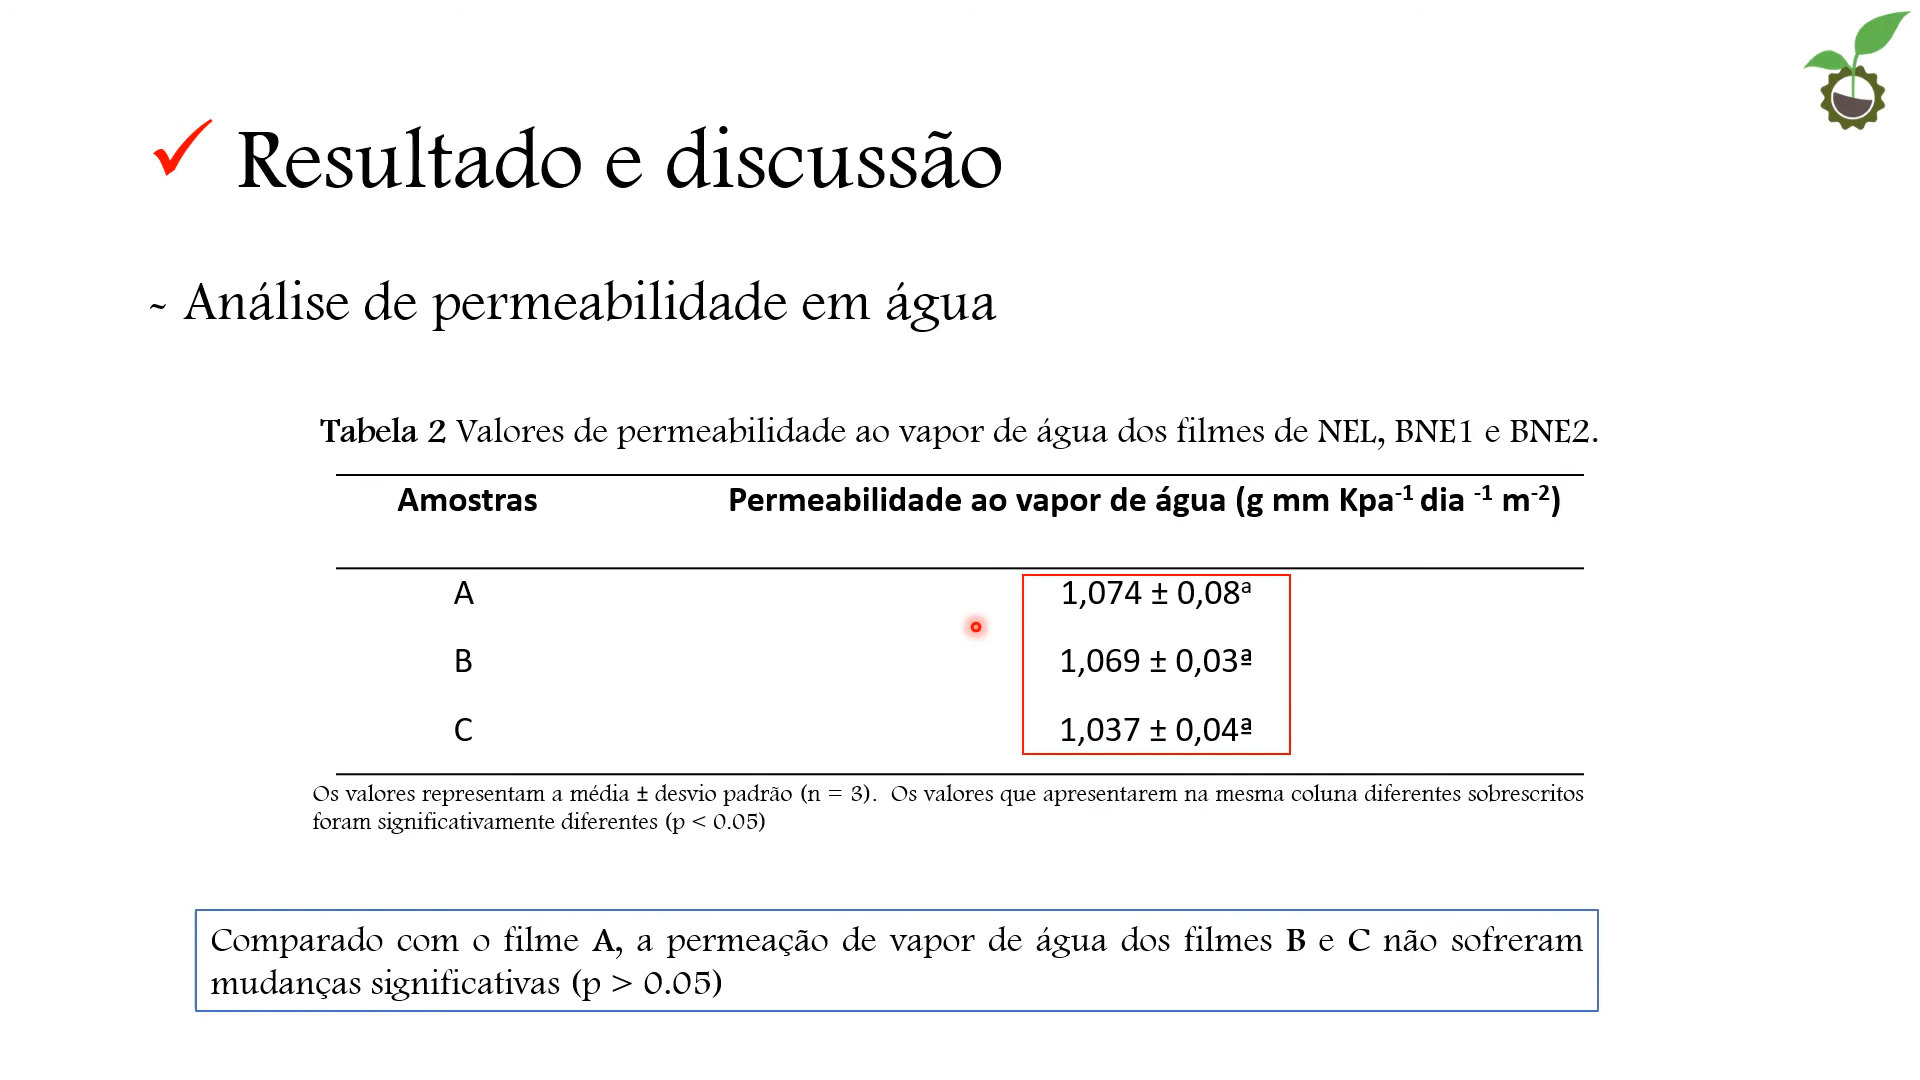 Resultado e discussão
- Análise de permeabilidade em água
Tabela 2 Valores de permeabilidade ao vapor de água dos filmes de NEL, BNE1 e BNE2.
Amostras Permeabilidade ao vapor de água (g mm Kpa⁻¹ dia ⁻¹ m⁻²)
A 1,074 ± 0,08ᵃ
B 1,069 ± 0,03ª
C 1,037 ± 0,04ª
Os valores representam a média ± desvio padrão (n = 3). Os valores que apresentarem na mesma coluna diferentes sobrescritos
foram significativamente diferentes (p < 0.05)
Comparado com o filme A, a permeação de vapor de água dos filmes B e C não sofreram
mudanças significativas (p > 0.05)